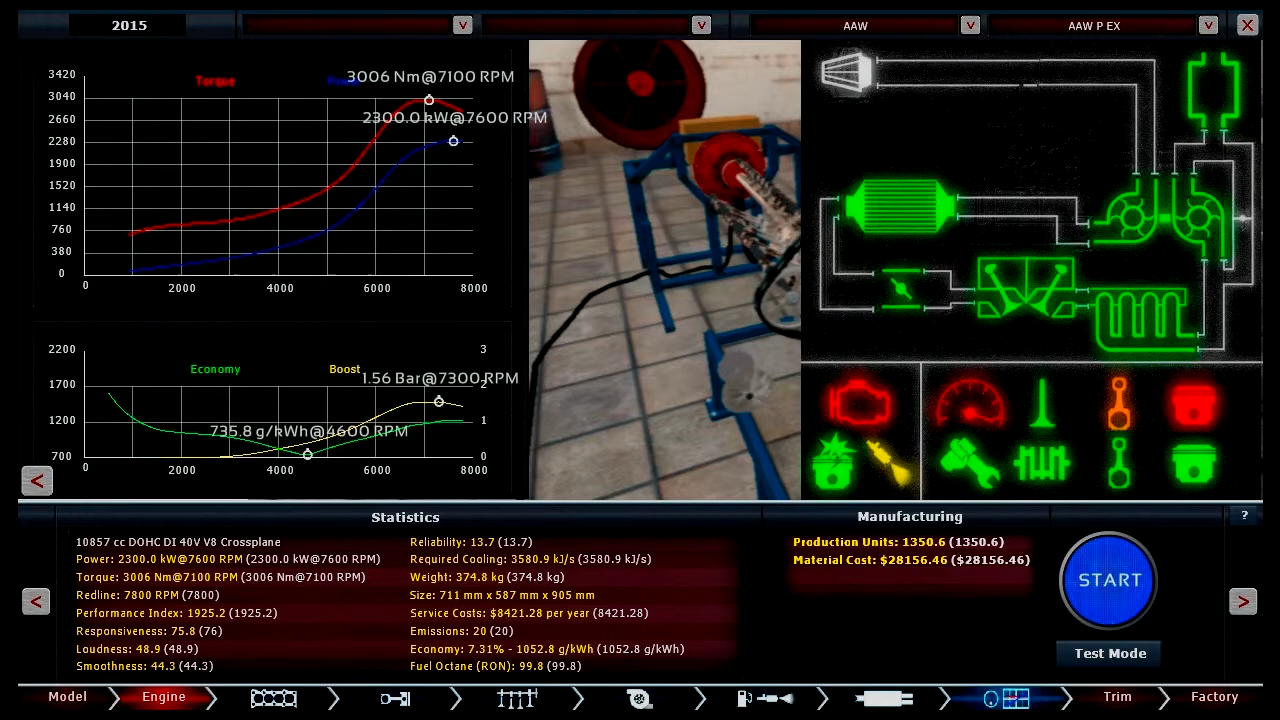 2015
AAW
AAW P EX
3420
3040
2660
2280
1900
1520
1140
760
380
0
0 2000 4000 6000 8000
Torque
3006 Nm@7100 RPM
2300.0 kW@7600 RPM
2200
1700
1200
700
3
2
1
0
0 2000 4000 6000 8000
Economy
Boost
1.56 Bar@7300RPM
735.8 g/kWh@4600 RPM
Statistics
10857 cc DOHC DI 40V V8 Crossplane
Power: 2300.0 kW@7600 RPM (2300.0 kW@7600 RPM)
Torque: 3006 Nm@7100 RPM (3006 Nm@7100 RPM)
Redline: 7800 RPM (7800)
Performance Index: 1925.2 (1925.2)
Responsiveness: 75.8 (76)
Loudness: 48.9 (48.9)
Smoothness: 44.3 (44.3)
Reliability: 13.7 (13.7)
Required Cooling: 3580.9 kJ/s (3580.9 kJ/s)
Weight: 374.8 kg (374.8 kg)
Size: 711 mm x 587 mm x 905 mm
Service Costs: $8421.28 per year (8421.28)
Emissions: 20 (20)
Economy: 7.31% - 1052.8 g/kWh (1052.8 g/kWh)
Fuel Octane (RON): 99.8 (99.8)
Manufacturing
Production Units: 1350.6 (1350.6)
Material Cost: $28156.46 ($28156.46)
?
START
Test Mode
Model
Engine
Trim
Factory